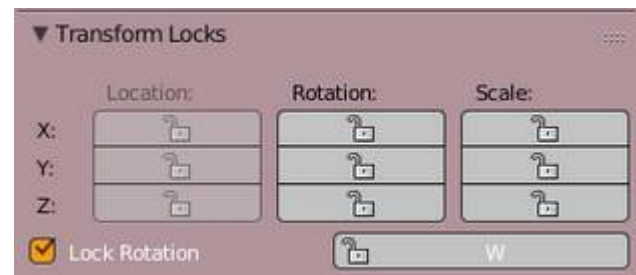 Transform Locks
Location: Rotation: Scale:
X:
Y:
Z:
Lock Rotation W